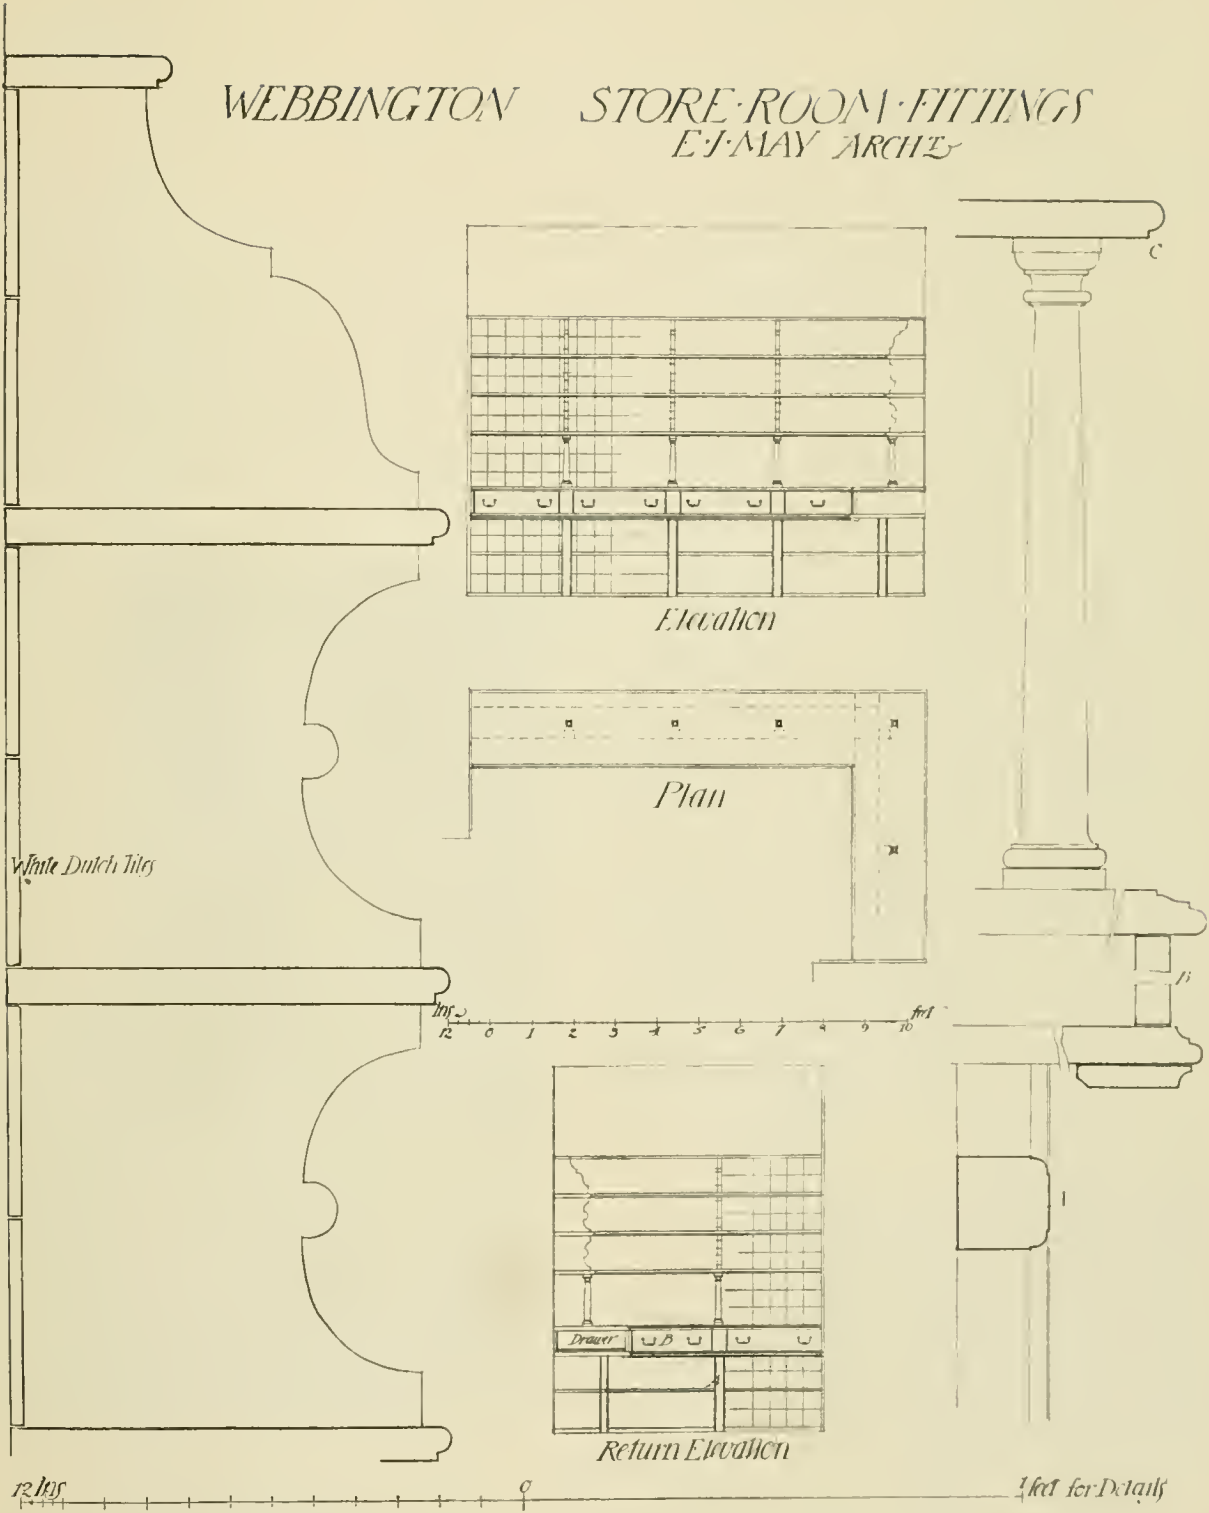 WEBBINGTON STORE·ROOM·FITTINGS
E·J·MAY ARCHT
C
Elevation
Plan
White Dutch Tiles
B
Ins feet
12 0 1 2 3 4 5 6 7 8 9 10
Drawer B
A
Return Elevation
12 Ins 0 1 feet for Details